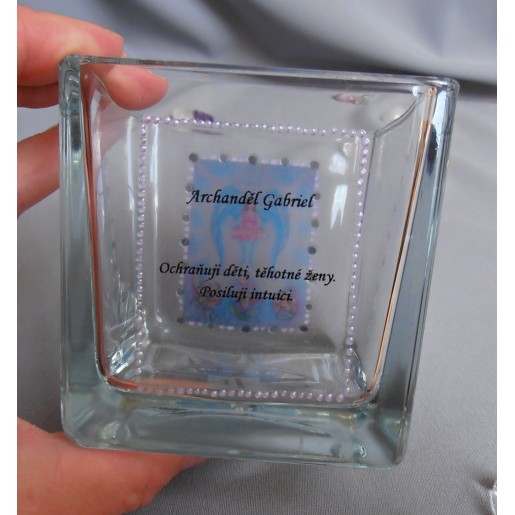 Archanděl Gabriel
Ochraňuji děti, těhotné ženy.
Posiluji intuici.